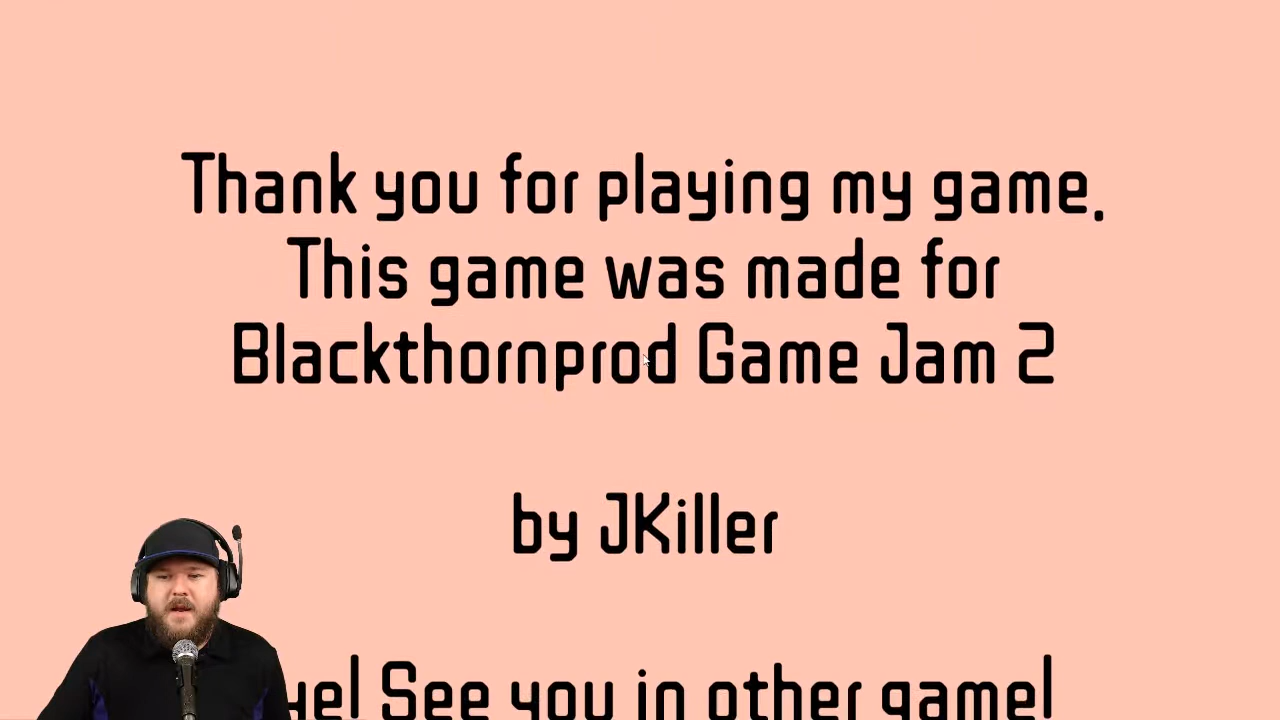 Thank you for playing my game.
This game was made for
Blackthornprod Game Jam 2
by JKiller
See you in other game!